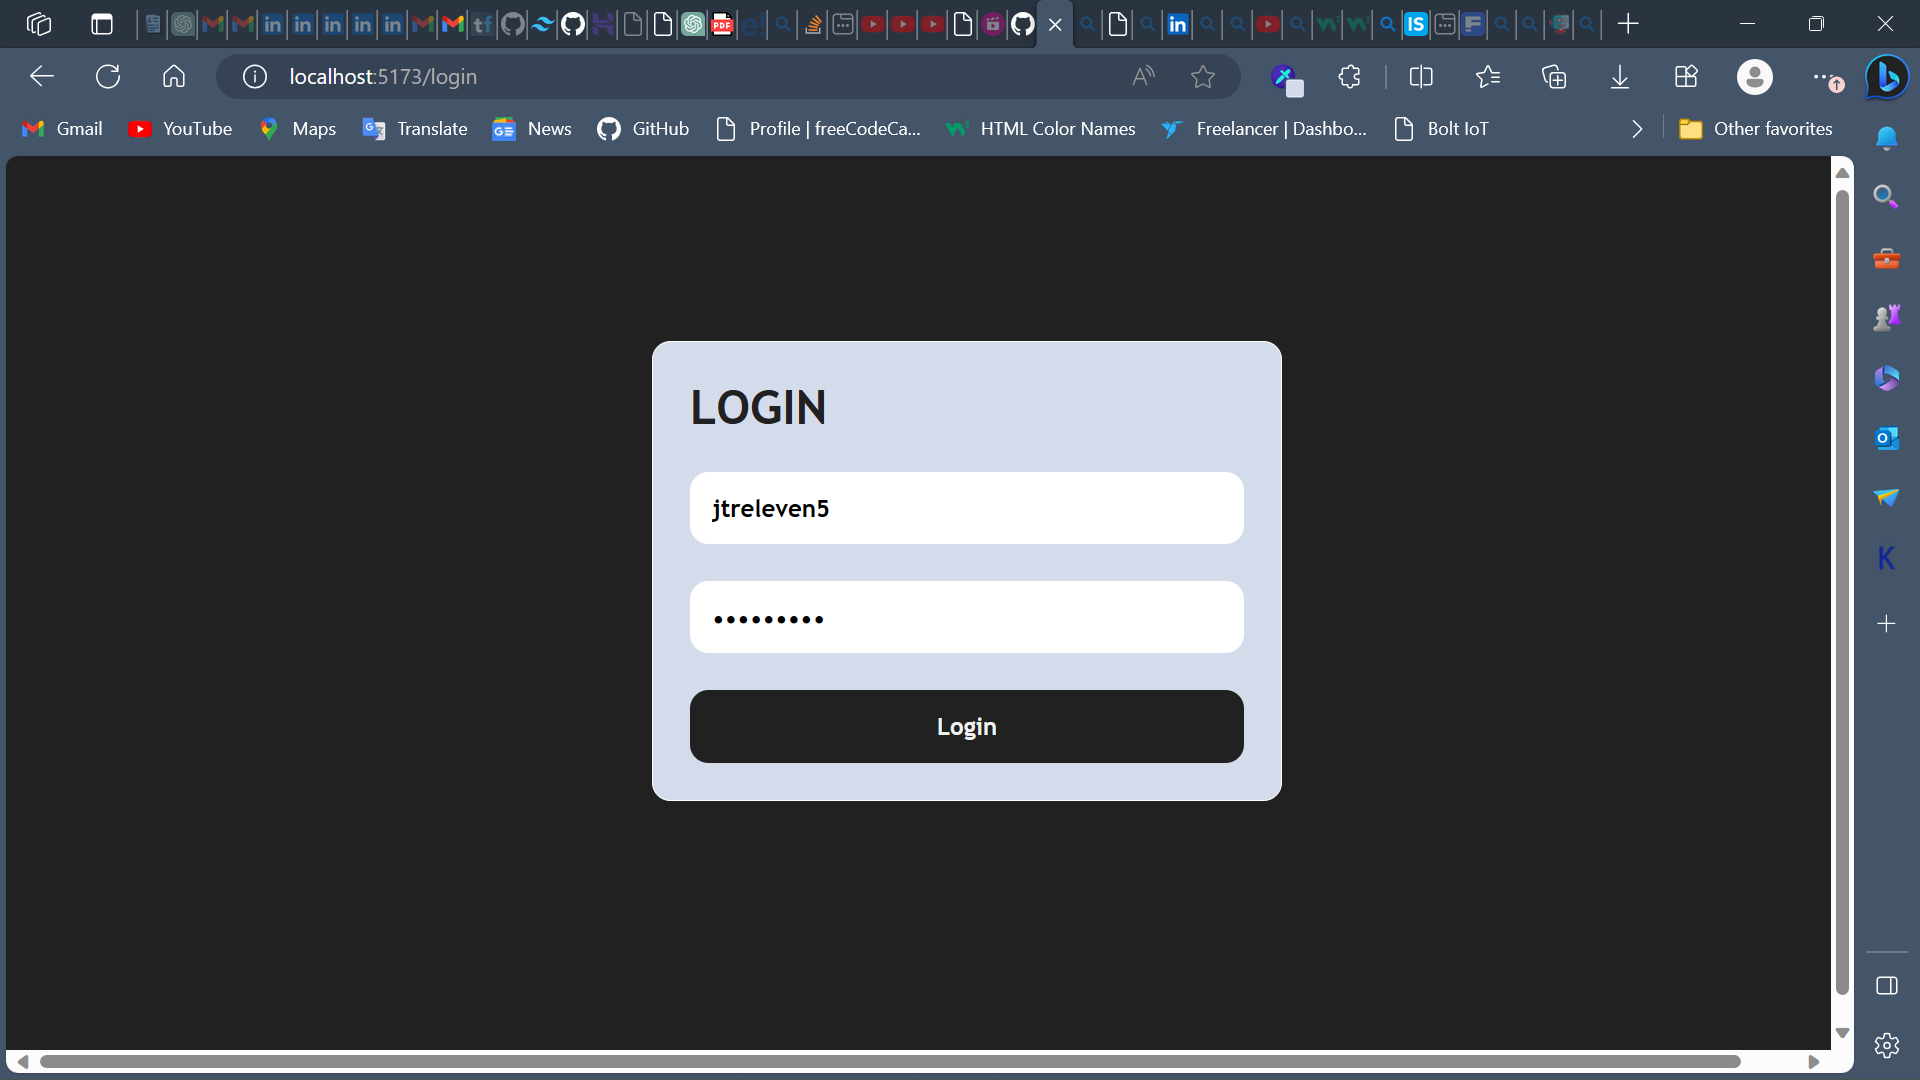 localhost:5173/login
Gmail YouTube Maps Translate News GitHub Profile | freeCodeCa... HTML Color Names Freelancer | Dashbo... Bolt IoT Other favorites
LOGIN
jtreleven5
•••••••••
Login